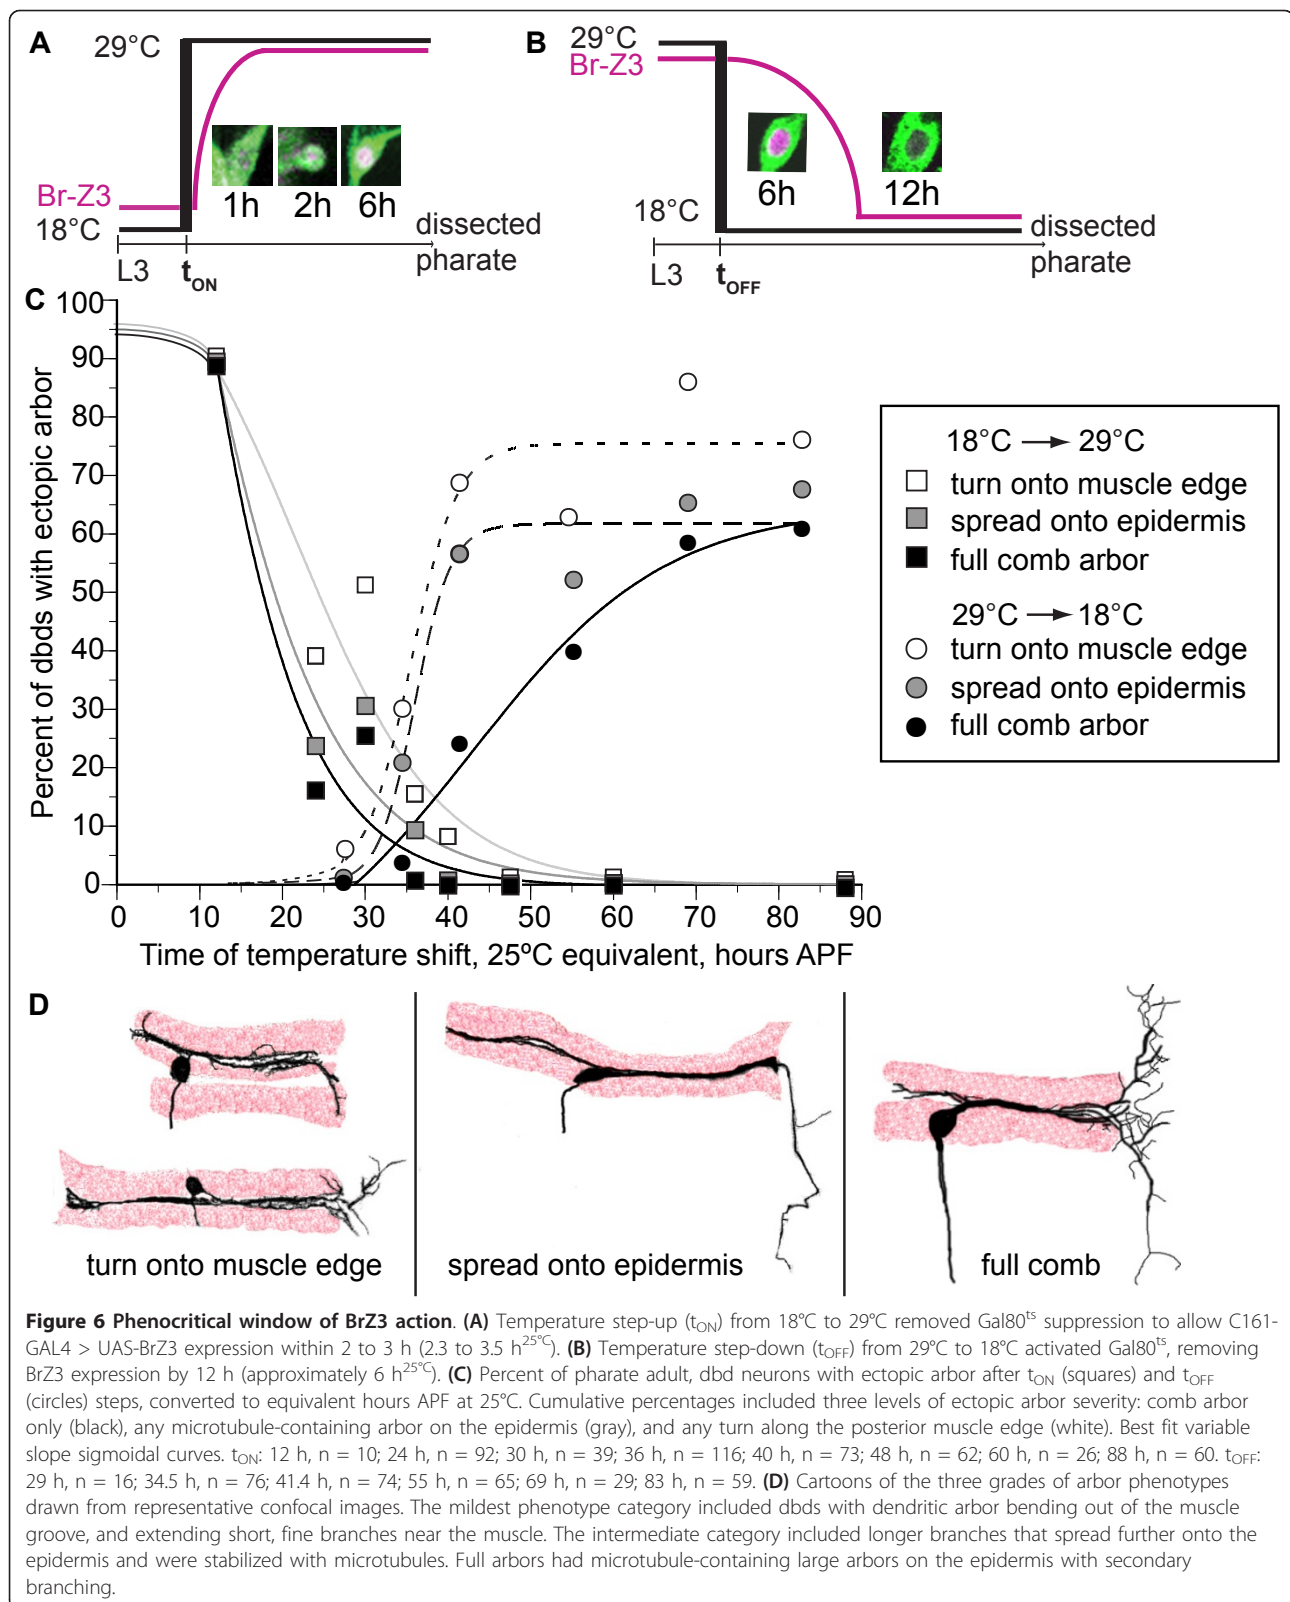 A
29°C
Br-Z3
18°C
1h 2h 6h
dissected
pharate
L3 tON
B
29°C
Br-Z3
18°C
6h 12h
dissected
pharate
L3 tOFF
C
Percent of dbds with ectopic arbor
100
90
80
70
60
50
40
30
20
10
0
0 10 20 30 40 50 60 70 80 90
Time of temperature shift, 25ºC equivalent, hours APF
18°C → 29°C
turn onto muscle edge
spread onto epidermis
full comb arbor
29°C → 18°C
turn onto muscle edge
spread onto epidermis
full comb arbor
D
turn onto muscle edge
spread onto epidermis
full comb
Figure 6 Phenocritical window of BrZ3 action. (A) Temperature step-up (tON) from 18°C to 29°C removed Gal80ts suppression to allow C161-
GAL4 > UAS-BrZ3 expression within 2 to 3 h (2.3 to 3.5 h25°C). (B) Temperature step-down (tOFF) from 29°C to 18°C activated Gal80ts, removing
BrZ3 expression by 12 h (approximately 6 h25°C). (C) Percent of pharate adult, dbd neurons with ectopic arbor after tON (squares) and tOFF
(circles) steps, converted to equivalent hours APF at 25°C. Cumulative percentages included three levels of ectopic arbor severity: comb arbor
only (black), any microtubule-containing arbor on the epidermis (gray), and any turn along the posterior muscle edge (white). Best fit variable
slope sigmoidal curves. tON: 12 h, n = 10; 24 h, n = 92; 30 h, n = 39; 36 h, n = 116; 40 h, n = 73; 48 h, n = 62; 60 h, n = 26; 88 h, n = 60. tOFF:
29 h, n = 16; 34.5 h, n = 76; 41.4 h, n = 74; 55 h, n = 65; 69 h, n = 29; 83 h, n = 59. (D) Cartoons of the three grades of arbor phenotypes
drawn from representative confocal images. The mildest phenotype category included dbds with dendritic arbor bending out of the muscle
groove, and extending short, fine branches near the muscle. The intermediate category included longer branches that spread further onto the
epidermis and were stabilized with microtubules. Full arbors had microtubule-containing large arbors on the epidermis with secondary
branching.